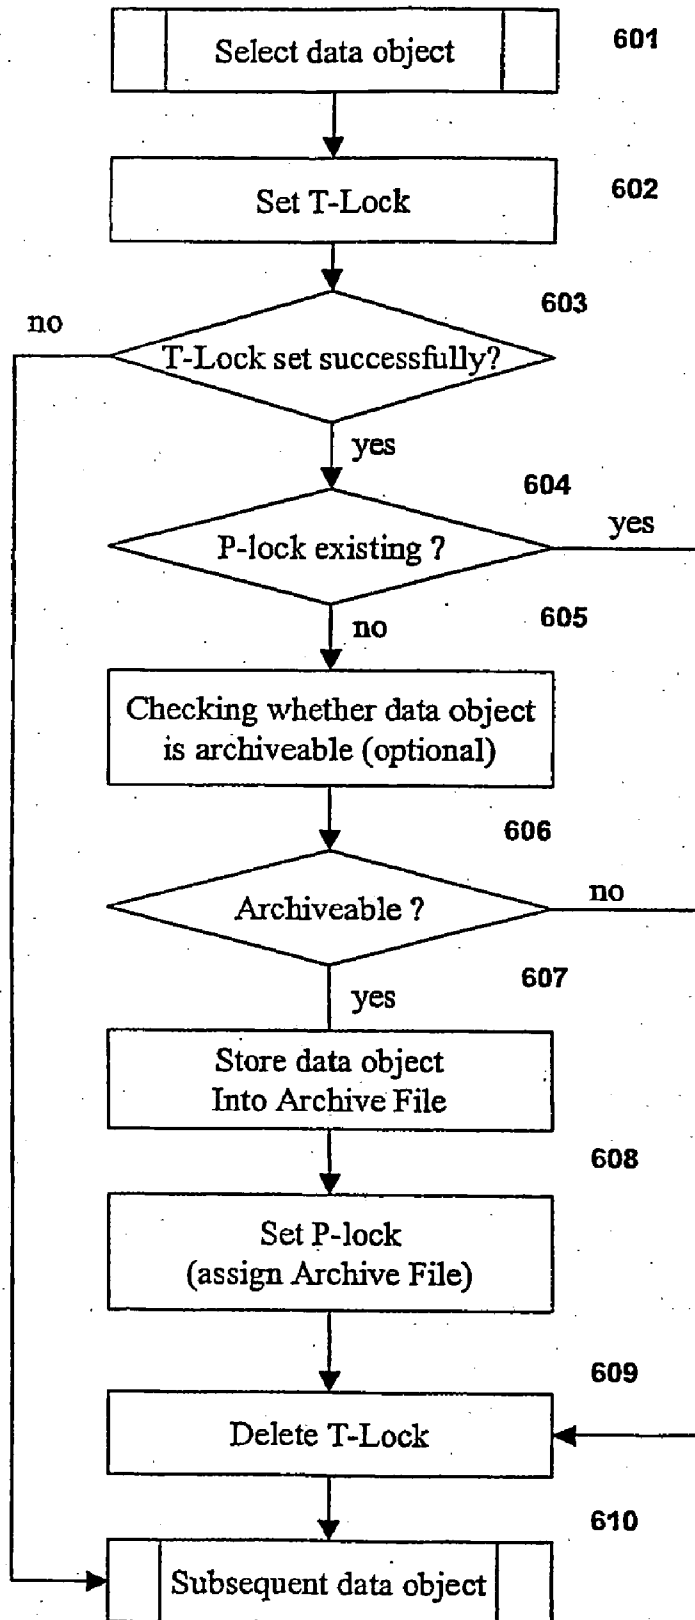 Select data object
601
Set T-Lock
602
603
no
T-Lock set successfully?
yes
604
P-lock existing ?
yes
605
no
Checking whether data object
is archiveable (optional)
606
Archiveable ?
no
607
yes
Store data object
Into Archive File
608
Set P-lock
(assign Archive File)
609
Delete T-Lock
610
Subsequent data object